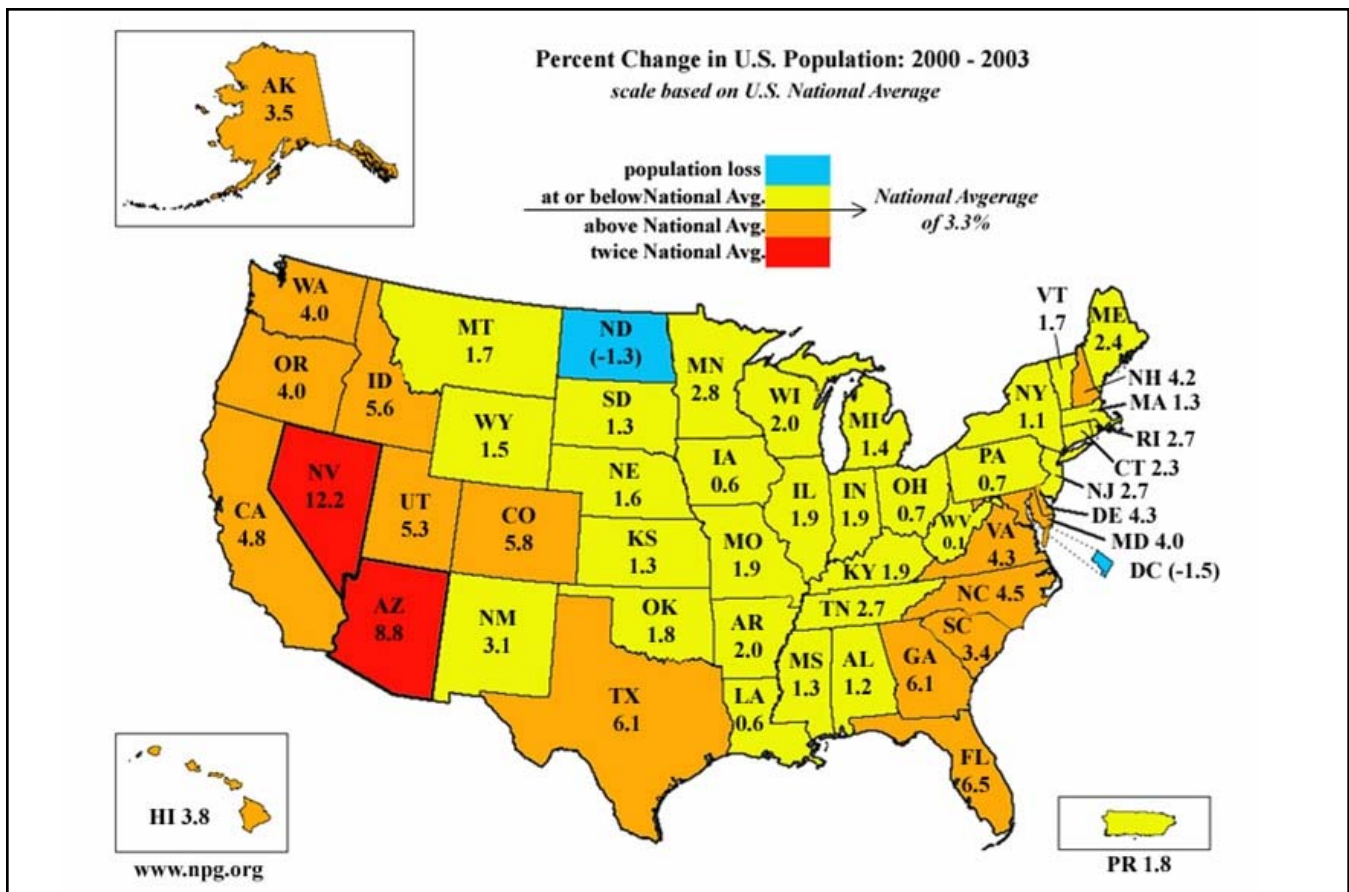 Percent Change in U.S. Population: 2000 - 2003
scale based on U.S. National Average
AK
3.5
population loss
at or belowNational Avg.
above National Avg.
twice National Avg.
National Avgerage
of 3.3%
WA
4.0
OR
4.0
ID
5.6
MT
1.7
ND
(-1.3)
MN
2.8
WI
2.0
MI
1.4
VT
1.7
ME
2.4
NH 4.2
MA 1.3
NY
1.1
RI 2.7
CT 2.3
NJ 2.7
DE 4.3
MD 4.0
DC (-1.5)
PA
0.7
SD
1.3
WY
1.5
NE
1.6
IA
0.6
IL
1.9
IN
1.9
OH
0.7
WV
0.1
VA
4.3
NV
12.2
UT
5.3
CO
5.8
CA
4.8
KS
1.3
MO
1.9
KY 1.9
NC 4.5
TN 2.7
SC
3.4
AZ
8.8
NM
3.1
OK
1.8
AR
2.0
MS
1.3
AL
1.2
GA
6.1
TX
6.1
LA
0.6
FL
6.5
HI 3.8
www.npg.org
PR 1.8